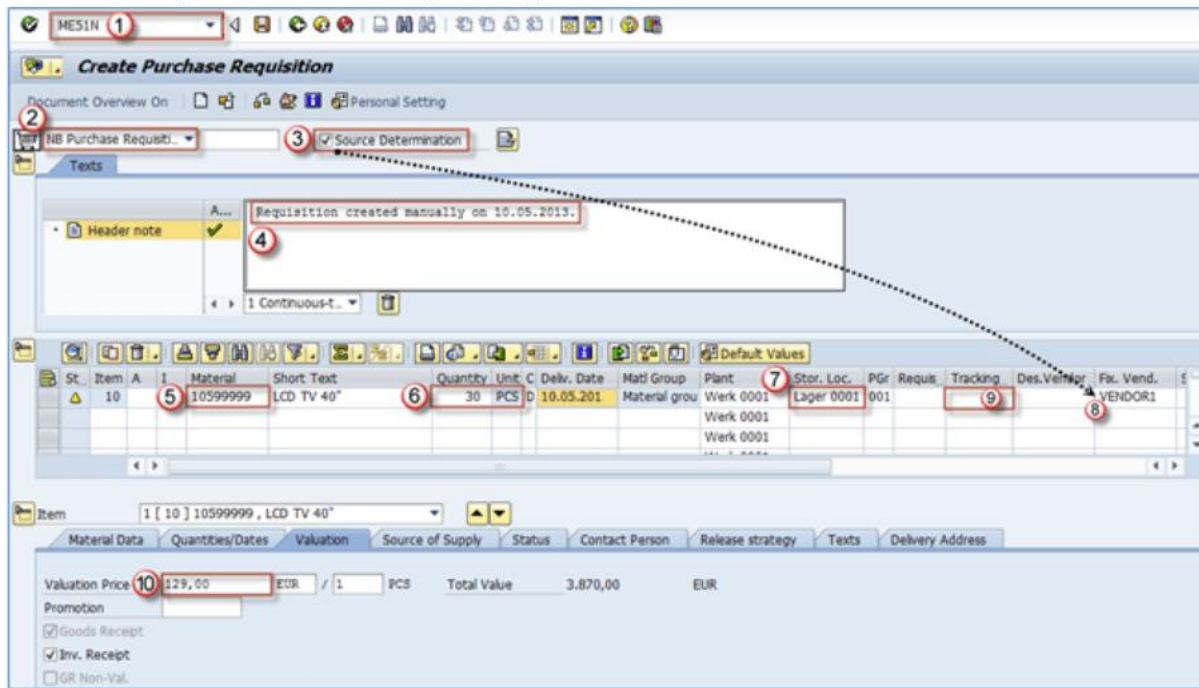 ME51N 1
Create Purchase Requisition
Document Overview On Personal Setting
2
NB Purchase Requisiti.. 3 Source Determination
Texts
A... Requisition created manually on 10.05.2013.
Header note 4
1 Continuous-t...
Default Values
St.. Item A I Material Short Text Quantity Unit C Deliv. Date Matl Group Plant 7 Stor. Loc. PGr Requis Tracking Des.Vendor Fix. Vend. S
10 5 10599999 LCD TV 40" 6 30 PCS D 10.05.201 Material grou Werk 0001 Lager 0001 001 9 VENDOR1
Werk 0001 8
Werk 0001
Item 1 [ 10 ] 10599999 , LCD TV 40"
Material Data Quantities/Dates Valuation Source of Supply Status Contact Person Release strategy Texts Delivery Address
Valuation Price 10 129,00 EUR / 1 PCS Total Value 3.870,00 EUR
Promotion
Goods Receipt
Inv. Receipt
GR Non-Val.